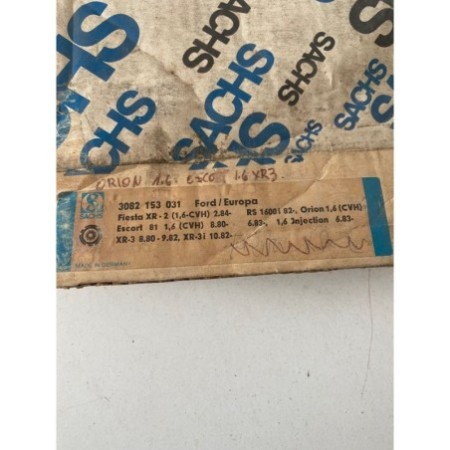 SACHS
SACHS
SACHS
SACHS
ORION 1.6 ESCO 1.6 XR3
3082 153 031 Ford/Europa
Fiesta XR-2 (1,6-CVH) 2.84- RS 1600i 82-, Orion 1,6 (CVH)
Escort 81 1,6 (CVH) 8.80- 6.83-, 1.6 Injection 6.83-
XR-3 8.80-9.82, XR-3i 10.82-